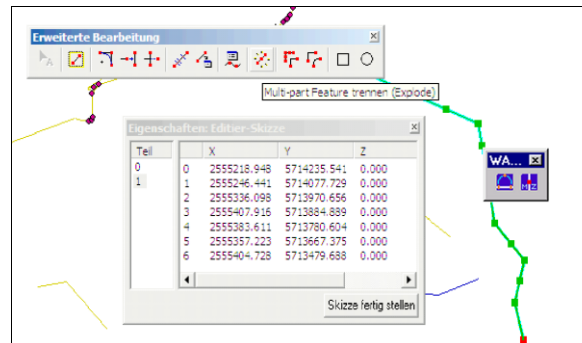 Erweiterte Bearbeitung
Multi-part Feature trennen (Explode)
Eigenschaften: Editier-Skizze
Teil X Y Z
0 0 2555218.948 5714235.541 0.000
1 1 2555246.441 5714077.729 0.000
2 2555336.098 5713970.656 0.000
3 2555407.916 5713884.889 0.000
4 2555383.611 5713780.604 0.000
5 2555357.223 5713667.375 0.000
6 2555404.728 5713479.688 0.000
Skizze fertig stellen
WA...